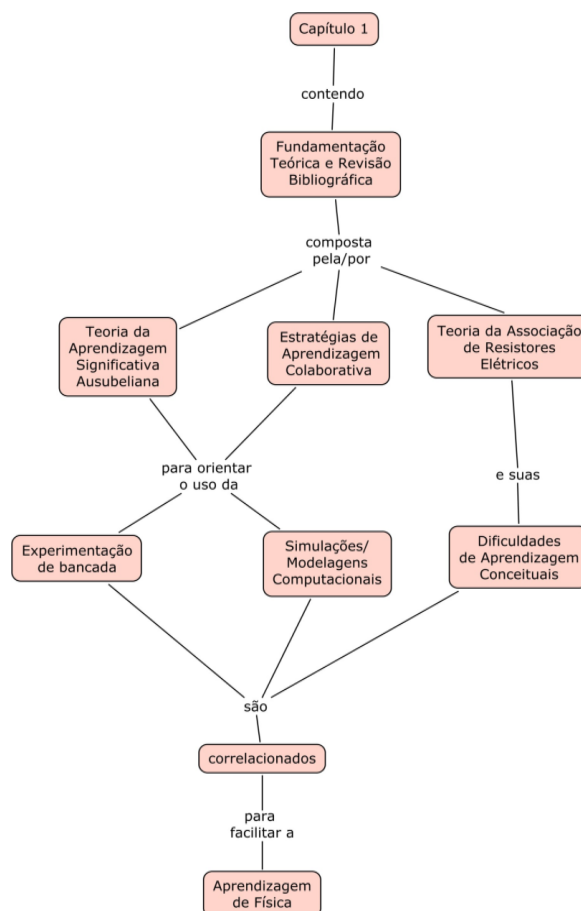 Capítulo 1
contendo
Fundamentação
Teórica e Revisão
Bibliográfica
composta
pela/por
Teoria da
Aprendizagem
Significativa
Ausubeliana
Estratégias de
Aprendizagem
Colaborativa
Teoria da Associação
de Resistores
Elétricos
para orientar
o uso da
e suas
Experimentação
de bancada
Simulações/
Modelagens
Computacionais
Dificuldades
de Aprendizagem
Conceituais
são
correlacionados
para
facilitar a
Aprendizagem
de Física